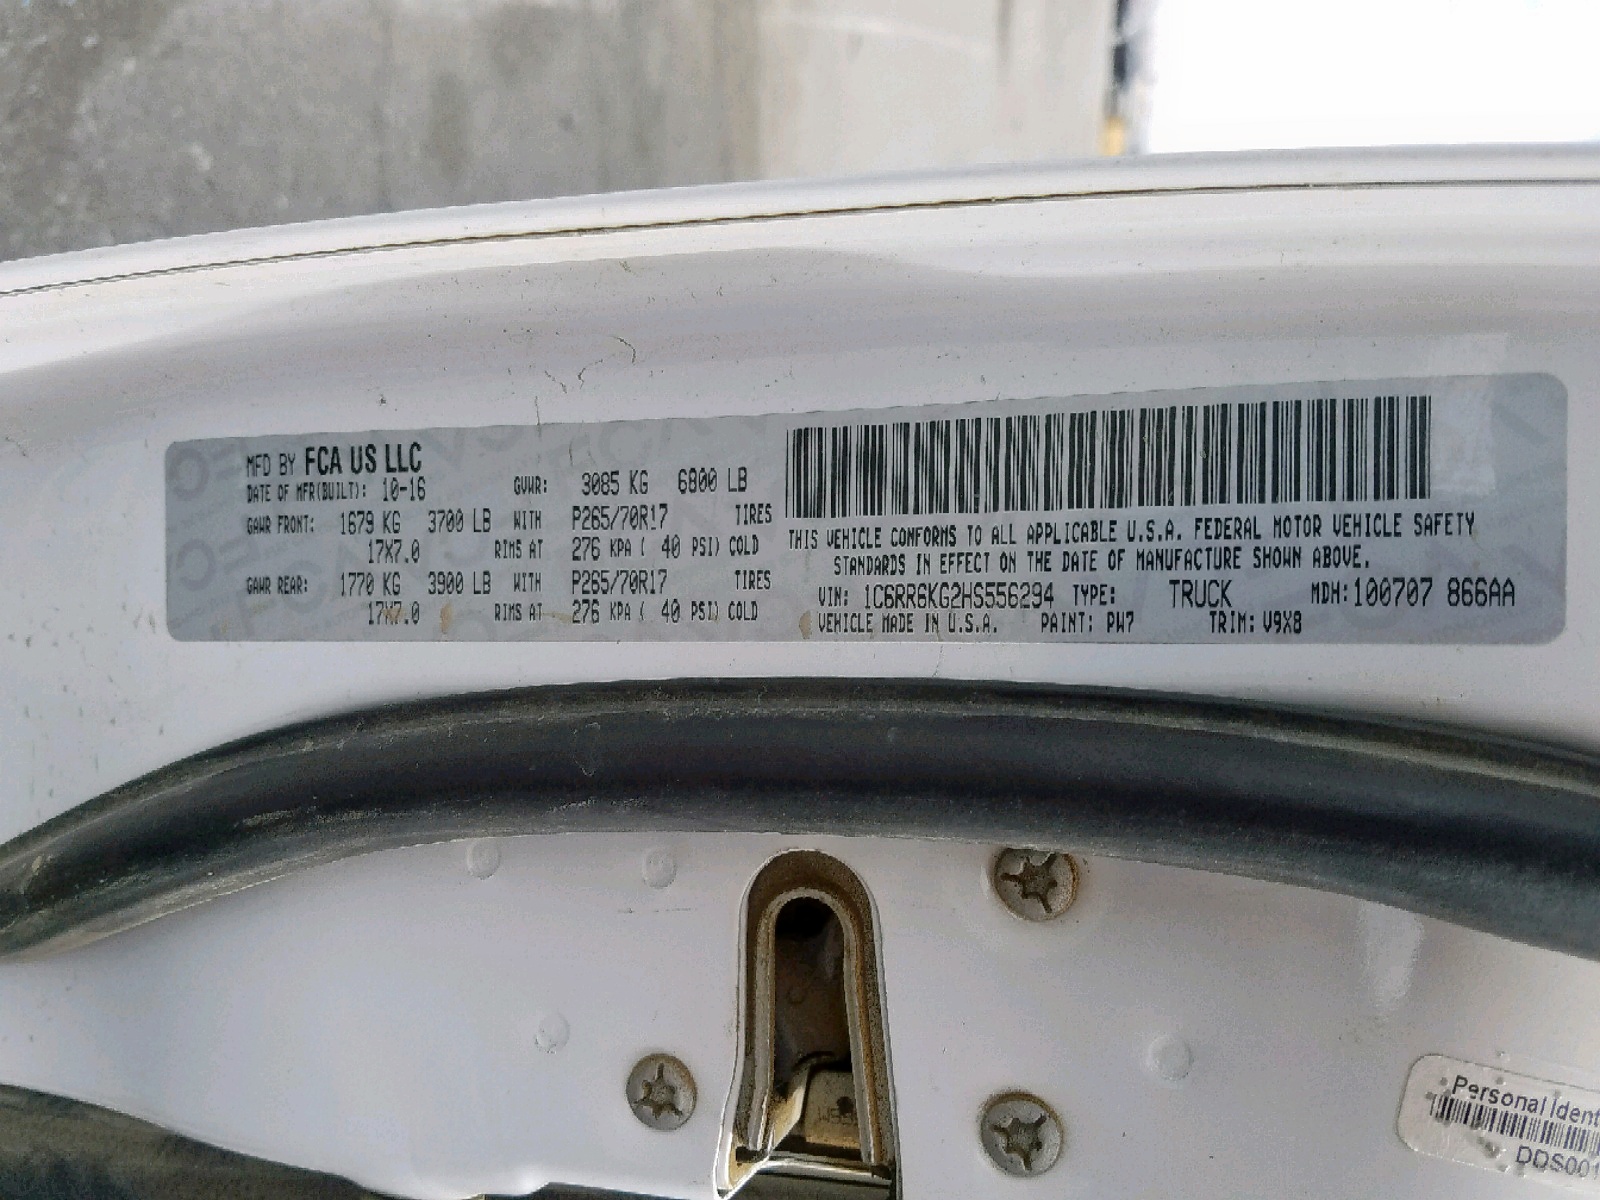 MFD BY FCA US LLC
DATE OF MFR(BUILT): 10-16 GVWR: 3085 KG 6800 LB
GAWR FRONT: 1679 KG 3700 LB WITH P265/70R17 TIRES
17X7.0 RIMS AT 276 KPA ( 40 PSI) COLD
GAWR REAR: 1770 KG 3900 LB WITH P265/70R17 TIRES
17X7.0 RIMS AT 276 KPA ( 40 PSI) COLD
THIS VEHICLE CONFORMS TO ALL APPLICABLE U.S.A. FEDERAL MOTOR VEHICLE SAFETY
STANDARDS IN EFFECT ON THE DATE OF MANUFACTURE SHOWN ABOVE.
VIN: 1C6RR6KG2HS556294 TYPE: TRUCK MDH: 100707 866AA
VEHICLE MADE IN U.S.A. PAINT: PW7 TRIM: V9X8
Personal Ident
DDS001